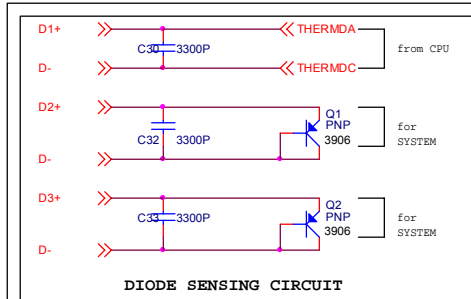 D1+ THERMDA
C30 3300P from CPU
D- THERMDC
D2+ Q1
PNP for
C32 3300P 3906 SYSTEM
D-
D3+ Q2
PNP for
C33 3300P 3906 SYSTEM
D-
DIODE SENSING CIRCUIT